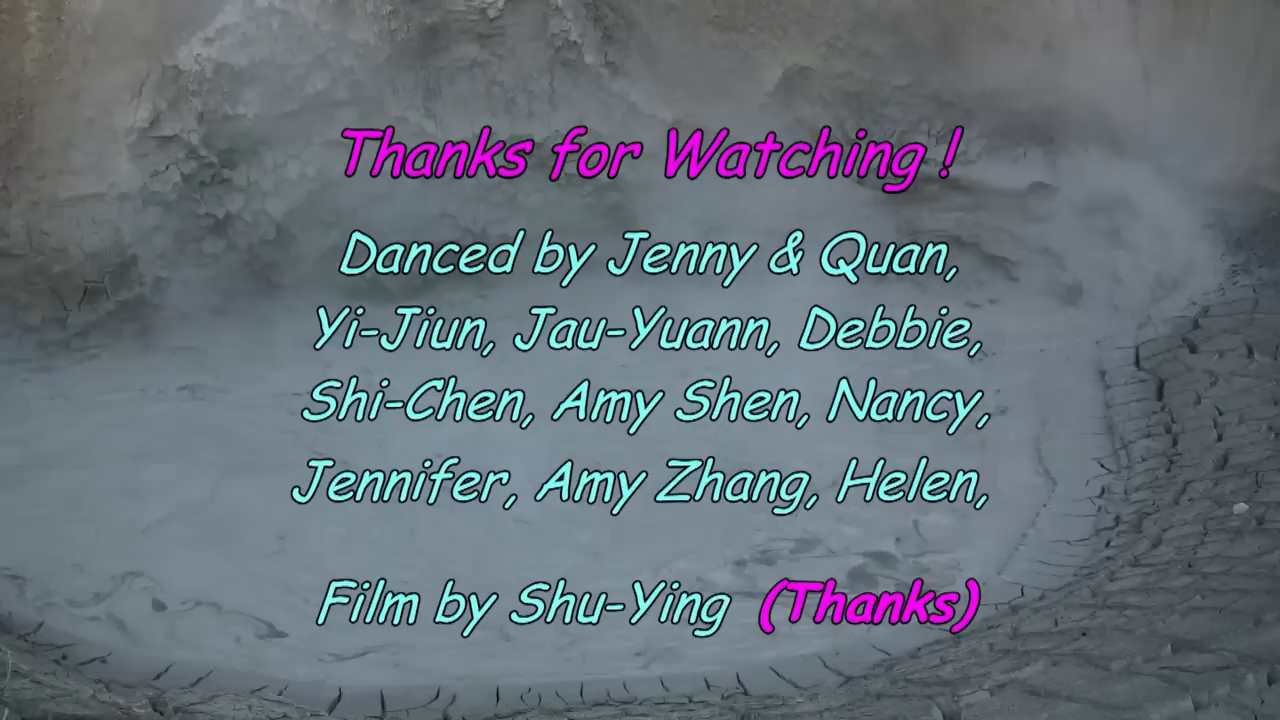 Thanks for Watching !
Danced by Jenny & Quan,
Yi-Jiun, Jau-Yuann, Debbie,
Shi-Chen, Amy Shen, Nancy,
Jennifer, Amy Zhang, Helen,
Film by Shu-Ying (Thanks)